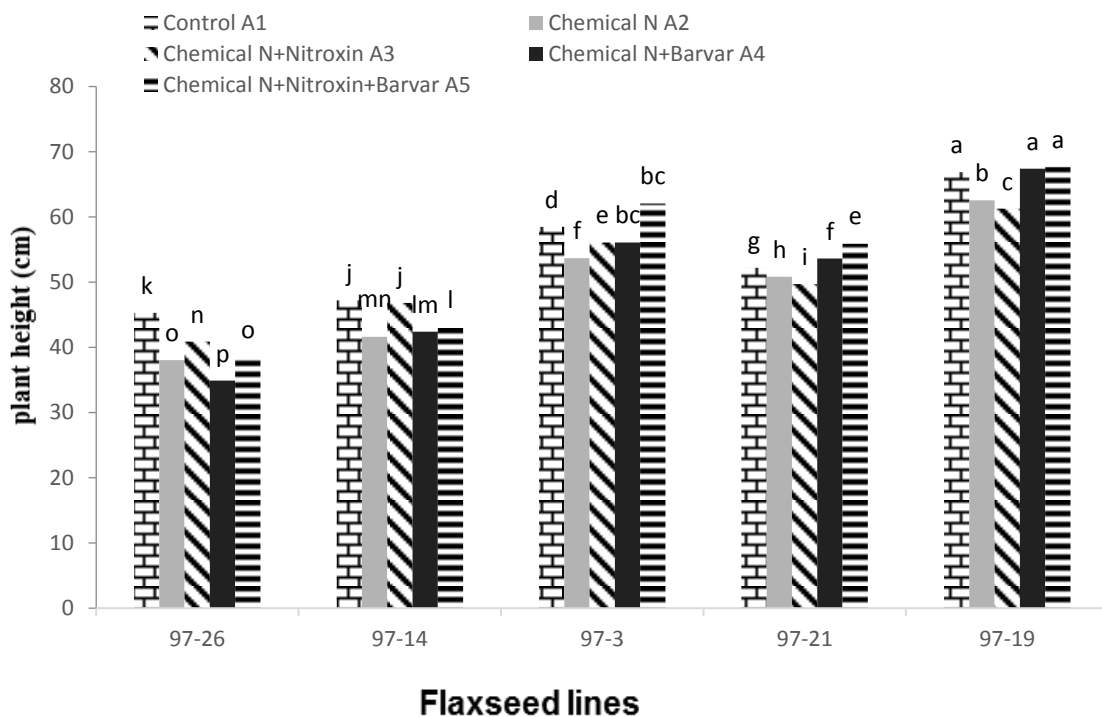 Control A1
Chemical N A2
Chemical N+Nitroxin A3
Chemical N+Barvar A4
Chemical N+Nitroxin+Barvar A5
plant height (cm)
80
70
60
50
40
30
20
10
0
k
o
n
p
o
j
mn
j
lm
l
d
f
e
bc
bc
g
h
i
f
e
a
b
c
a
a
97-26
97-14
97-3
97-21
97-19
Flaxseed lines